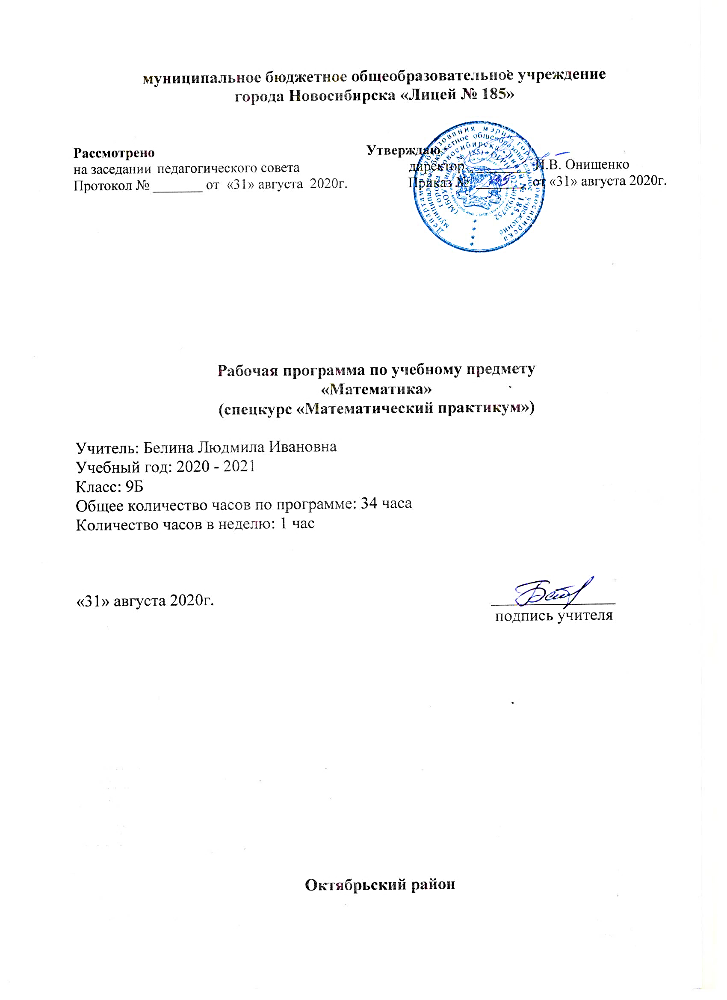 муниципальное бюджетное общеобразовательное учреждение
города Новосибирска «Лицей № 185»
Рассмотрено
на заседании педагогического совета
Протокол № _______ от «31» августа 2020г.
Утверждаю
директор _________ И.В. Онищенко
Приказ № _______ от «31» августа 2020г.
Рабочая программа по учебному предмету
«Математика»
(спецкурс «Математический практикум»)
Учитель: Белина Людмила Ивановна
Учебный год: 2020 - 2021
Класс: 9Б
Общее количество часов по программе: 34 часа
Количество часов в неделю: 1 час
«31» августа 2020г.
подпись учителя
Октябрьский район